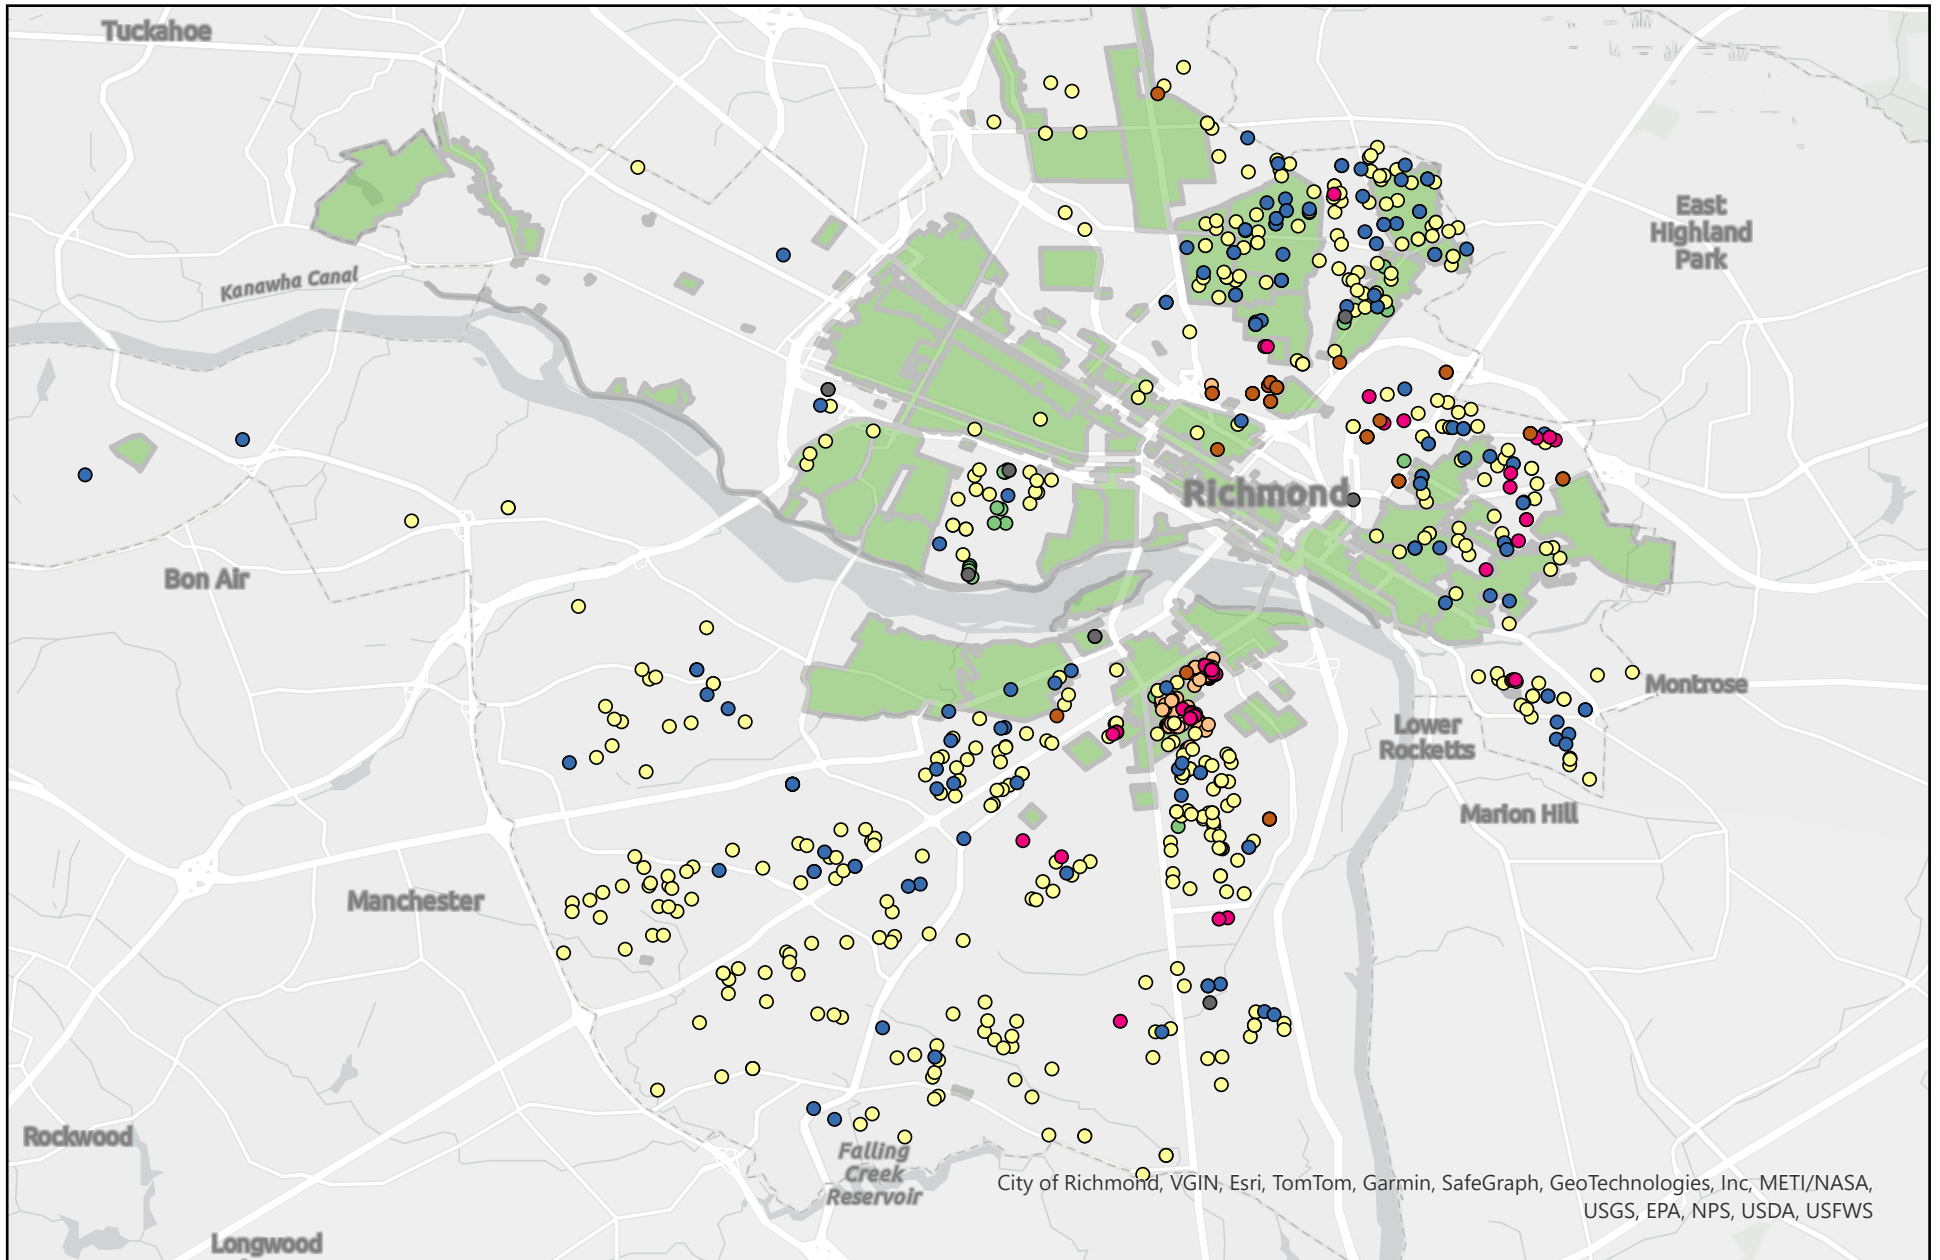 Tuckahoe
East
Highland
Park
Kanawha Canal
Richmond
Bon Air
Montrose
Lower
Rocketts
Marion Hill
Manchester
Rockwood
Falling
Creek
Reservoir
City of Richmond, VGIN, Esri, TomTom, Garmin, SafeGraph, GeoTechnologies, Inc, METI/NASA,
USGS, EPA, NPS, USDA, USFWS
Longwood